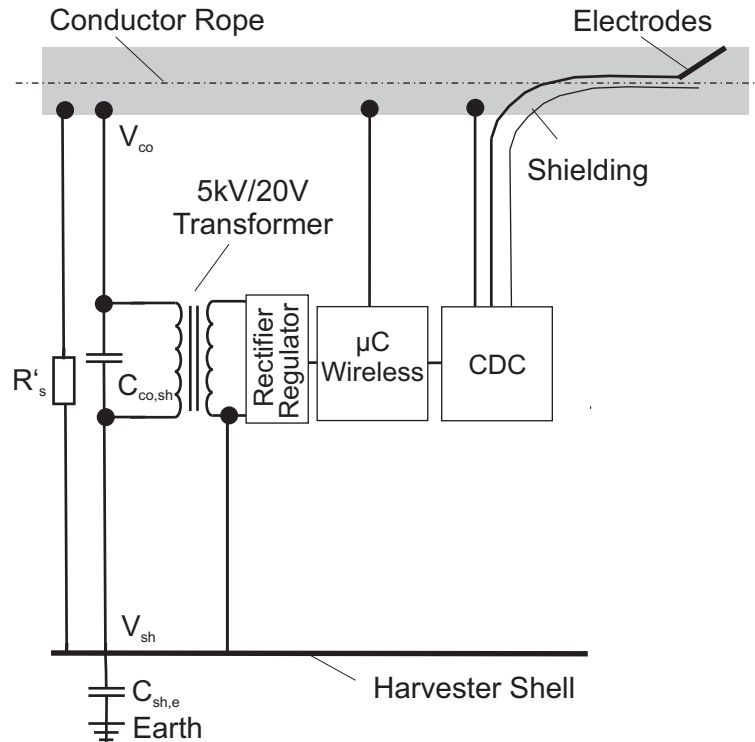 Conductor Rope
Electrodes
V_co
Shielding
5kV/20V
Transformer
R'_s
C_co,sh
Rectifier
Regulator
µC
Wireless
CDC
V_sh
Harvester Shell
C_sh,e
Earth